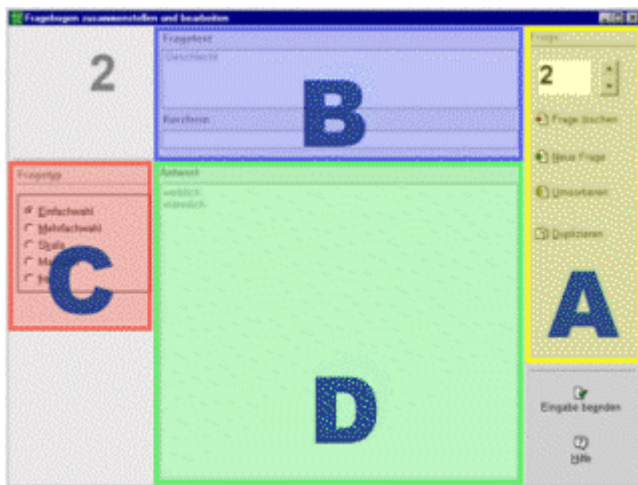 Fragebogen zusammenstellen und bearbeiten
2
Fragetext
Geschlecht
B
Kurzform
Frage
2
Frage löschen
Neue Frage
Umsortieren
Duplizieren
A
Fragetyp
Einfachwahl
Mehrfachwahl
Skala
C
Antwort
weiblich
männlich
D
Eingabe beenden
Hilfe